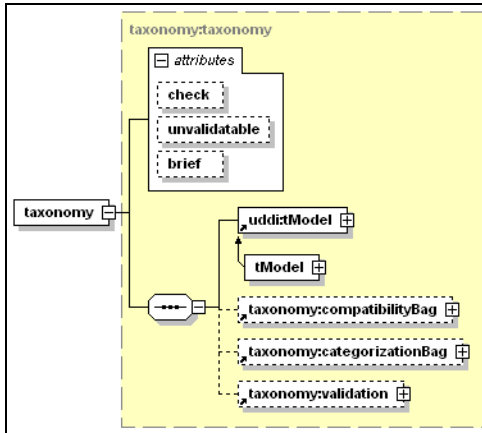 taxonomy:taxonomy
attributes
check
unvalidatable
brief
taxonomy
uddi:tModel
tModel
taxonomy:compatibilityBag
taxonomy:categorizationBag
taxonomy:validation